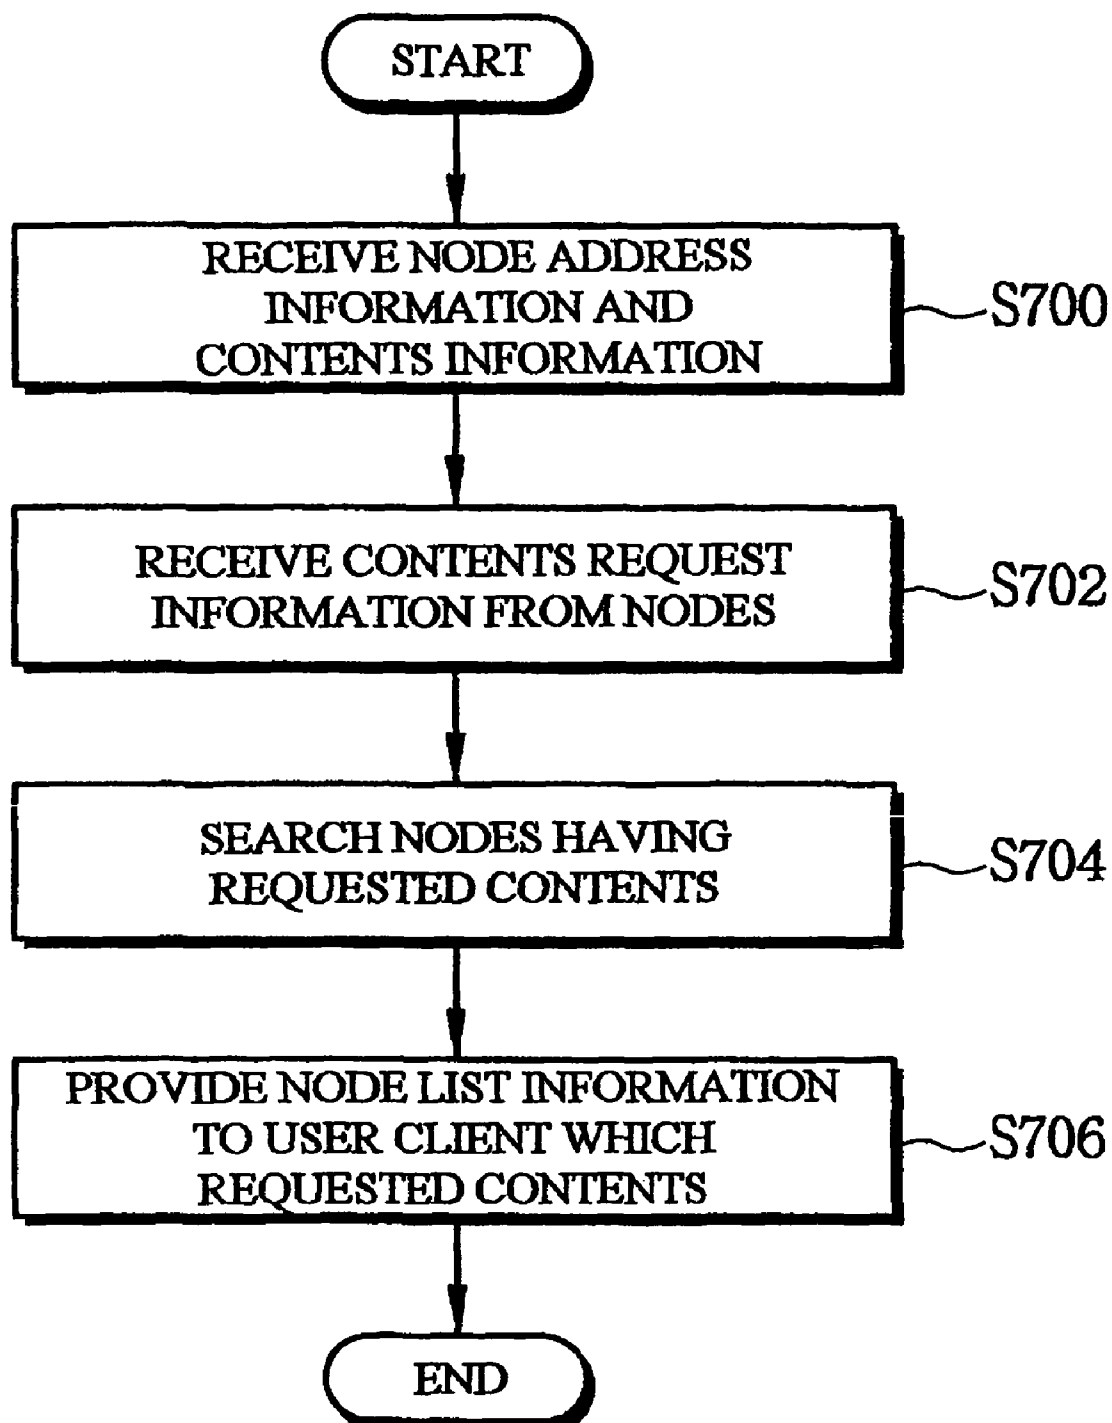 START
RECEIVE NODE ADDRESS
INFORMATION AND
CONTENTS INFORMATION
S700
RECEIVE CONTENTS REQUEST
INFORMATION FROM NODES
S702
SEARCH NODES HAVING
REQUESTED CONTENTS
S704
PROVIDE NODE LIST INFORMATION
TO USER CLIENT WHICH
REQUESTED CONTENTS
S706
END